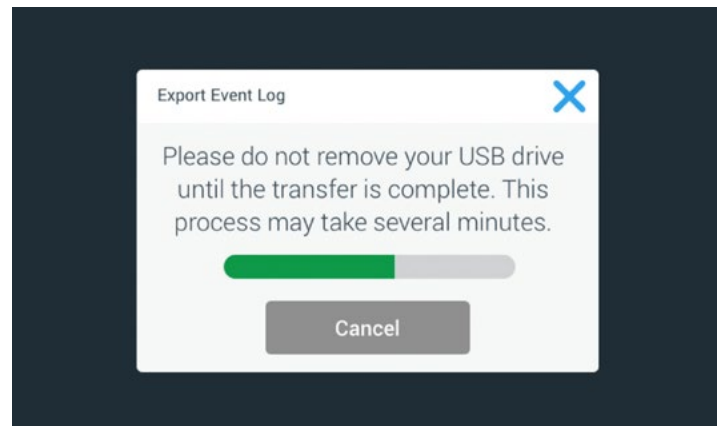 Export Event Log
Please do not remove your USB drive
until the transfer is complete. This
process may take several minutes.
Cancel